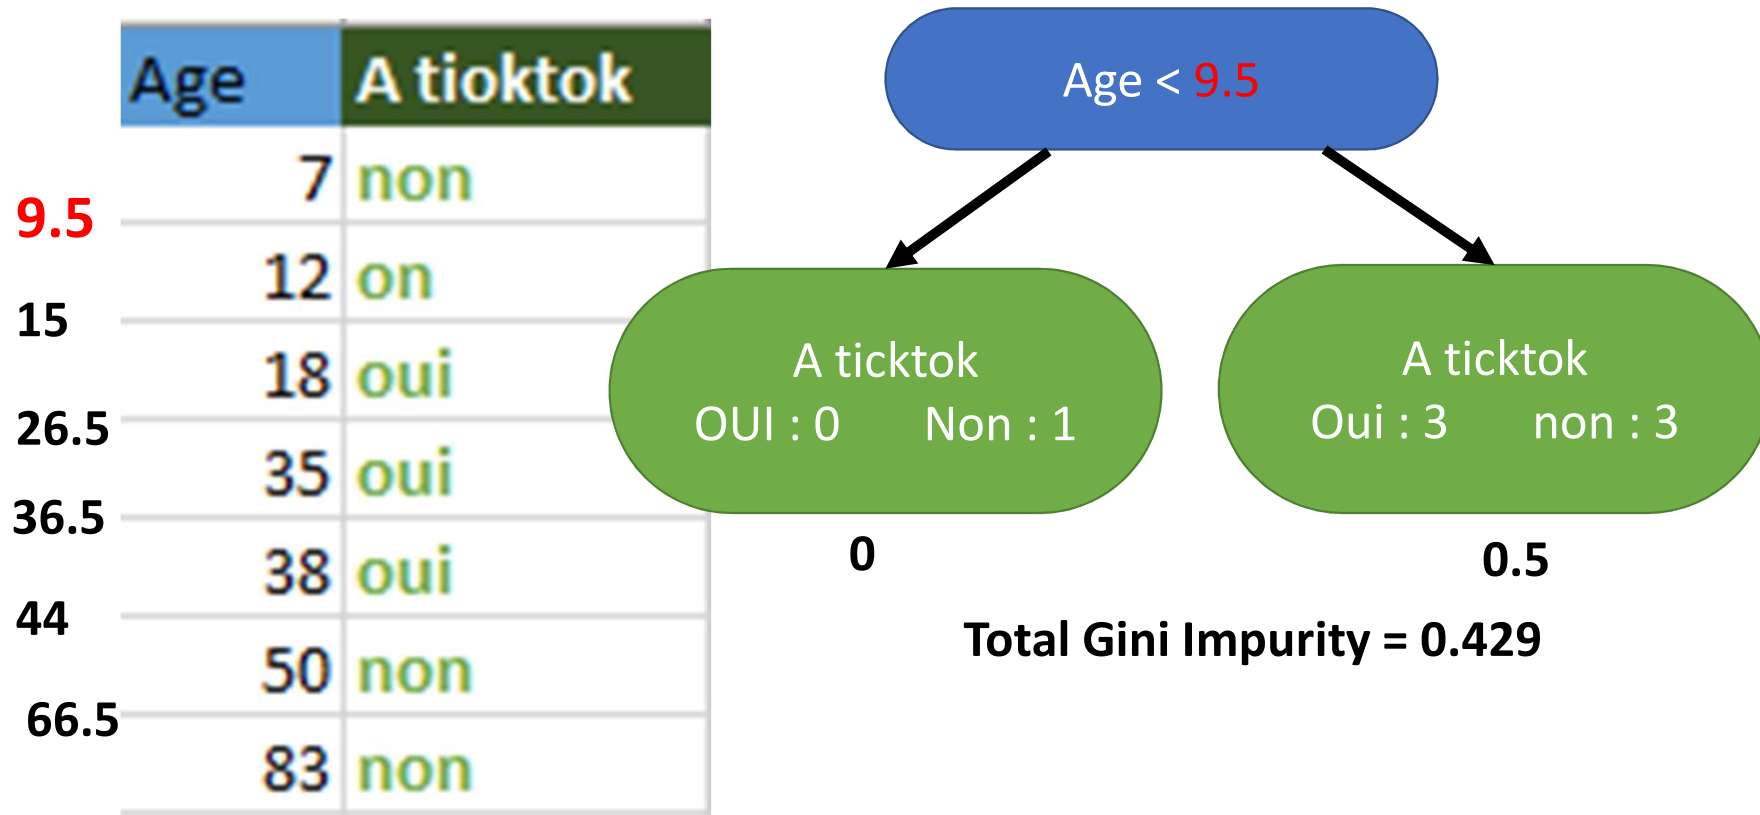 Age A tioktok
7 non
9.5
12 on
15
18 oui
26.5
35 oui
36.5
38 oui
44
50 non
66.5
83 non
Age < 9.5
A ticktok
OUI : 0 Non : 1
A ticktok
Oui : 3 non : 3
0
0.5
Total Gini Impurity = 0.429